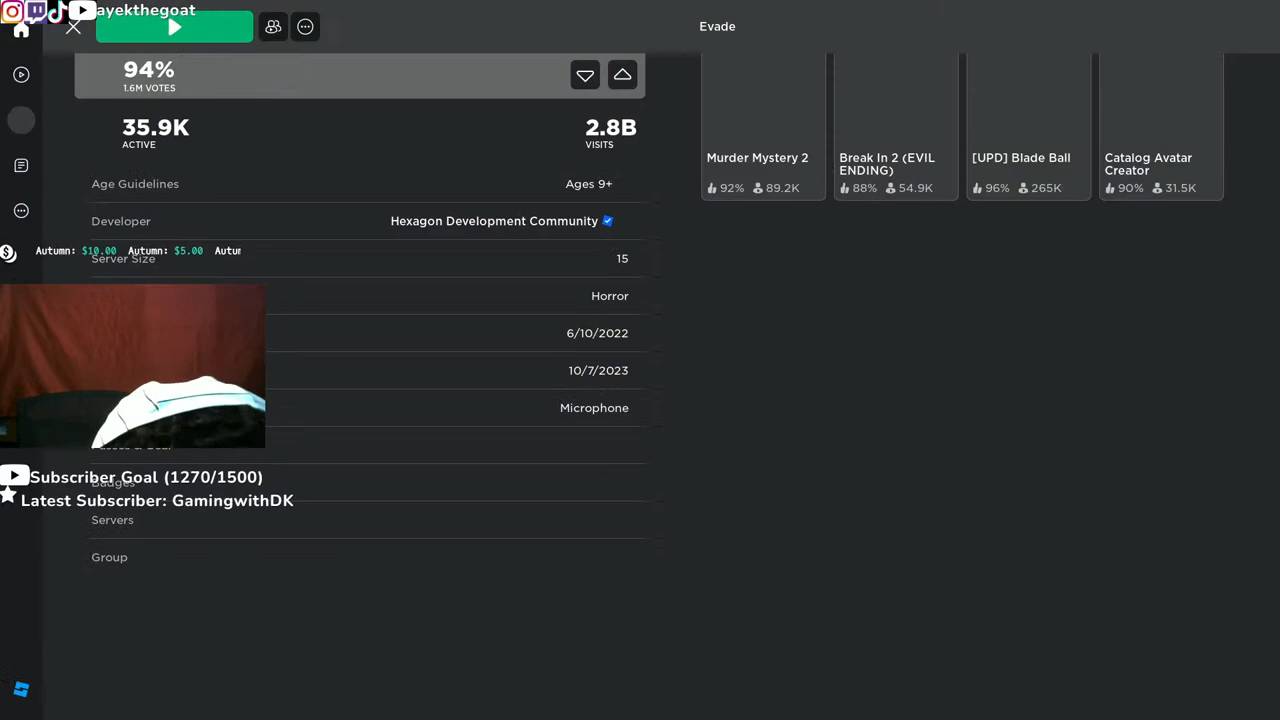 ayekthegoat
Evade
94%
1.6M VOTES
35.9K
ACTIVE
2.8B
VISITS
Age Guidelines
Ages 9+
Developer
Hexagon Development Community
Autumn: $10.00 Autumn: $5.00 Autu
Server Size
15
Horror
6/10/2022
10/7/2023
Microphone
Subscriber Goal (1270/1500)
Badges
Latest Subscriber: GamingwithDK
Servers
Group
Murder Mystery 2
92% 89.2K
Break In 2 (EVIL
ENDING)
88% 54.9K
[UPD] Blade Ball
96% 265K
Catalog Avatar
Creator
90% 31.5K